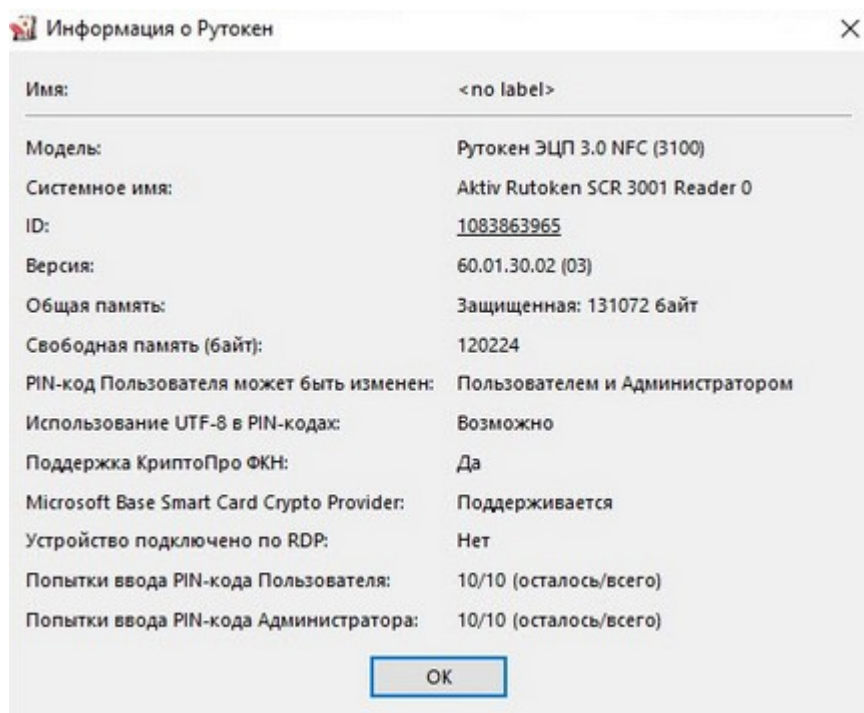 Информация о Рутокен
Имя: <no label>
Модель: Рутокен ЭЦП 3.0 NFC (3100)
Системное имя: Aktiv Rutoken SCR 3001 Reader 0
ID: 1083863965
Версия: 60.01.30.02 (03)
Общая память: Защищенная: 131072 байт
Свободная память (байт): 120224
PIN-код Пользователя может быть изменен: Пользователем и Администратором
Использование UTF-8 в PIN-кодах: Возможно
Поддержка КриптоПро ФКН: Да
Microsoft Base Smart Card Crypto Provider: Поддерживается
Устройство подключено по RDP: Нет
Попытки ввода PIN-кода Пользователя: 10/10 (осталось/всего)
Попытки ввода PIN-кода Администратора: 10/10 (осталось/всего)
OK